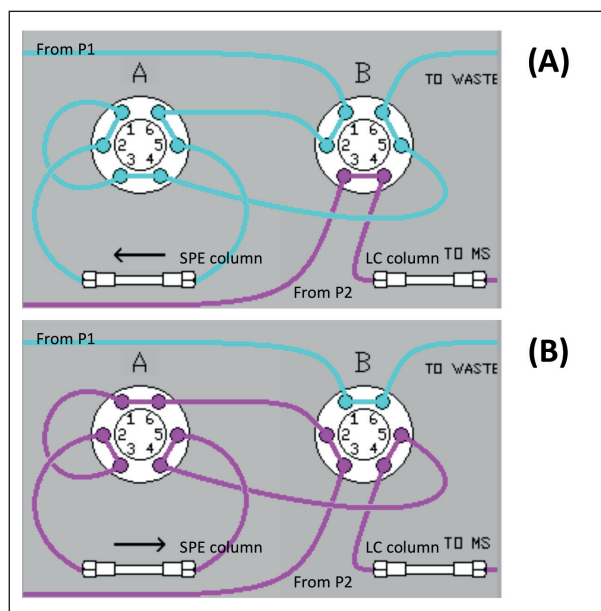 From P1
A
B
TO WASTE
(A)
1 6
2 5
3 4
1 6
2 5
3 4
SPE column
LC column
TO MS
From P2
From P1
A
B
TO WASTE
(B)
1 6
2 5
3 4
1 6
2 5
3 4
SPE column
LC column
TO MS
From P2